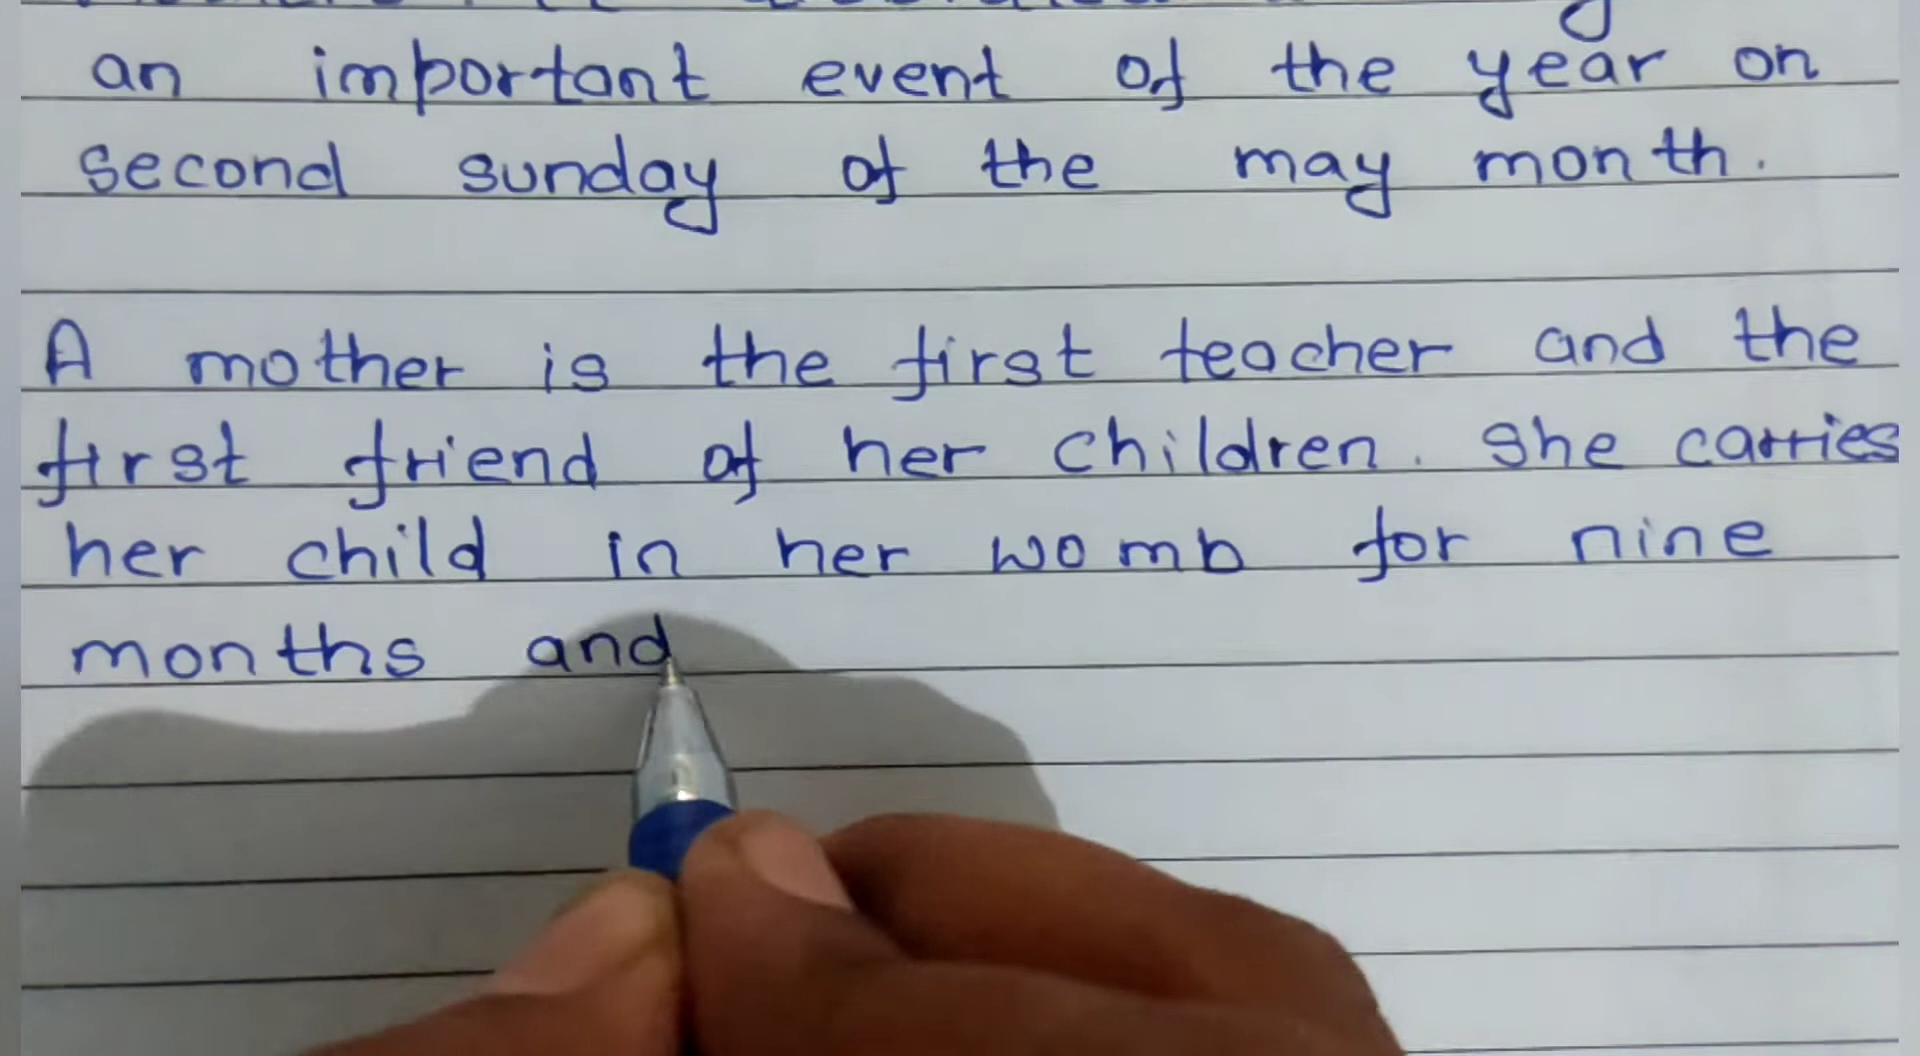 an important event of the year on
second sunday of the may month.
A mother is the first teacher and the
first friend of her children. She carries
her child in her womb for nine
months and